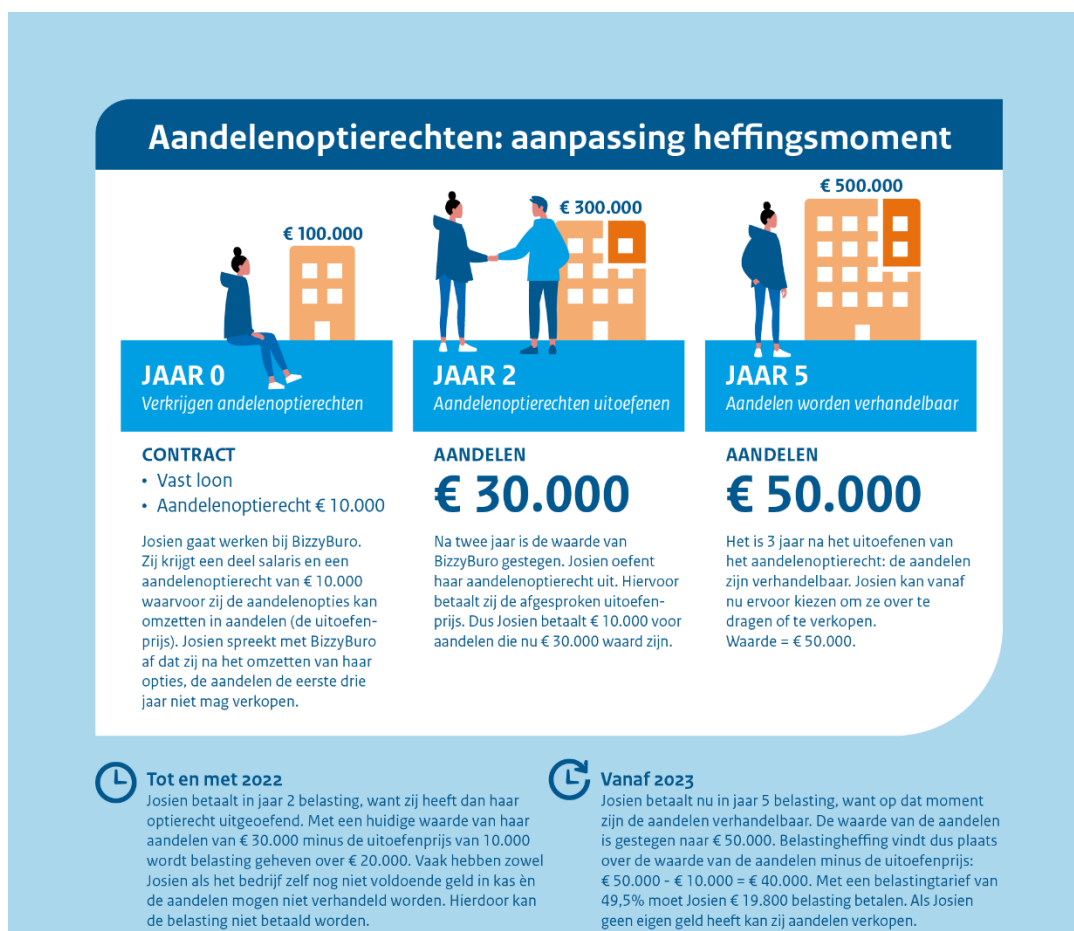 Aandelenoptierechten: aanpassing heffingsmoment
€ 100.000
€ 300.000
€ 500.000
JAAR 0
Verkrijgen andelenoptierechten
CONTRACT
• Vast loon
• Aandelenoptierecht € 10.000
Josien gaat werken bij BizzyBuro.
Zij krijgt een deel salaris en een
aandelenoptierecht van € 10.000
waarvoor zij de aandelenopties kan
omzetten in aandelen (de uitoefen-
prijs). Josien spreekt met BizzyBuro
af dat zij na het omzetten van haar
opties, de aandelen de eerste drie
jaar niet mag verkopen.
JAAR 2
Aandelenoptierechten uitoefenen
AANDELEN
€ 30.000
Na twee jaar is de waarde van
BizzyBuro gestegen. Josien oefent
haar aandelenoptierecht uit. Hiervoor
betaalt zij de afgesproken uitoefen-
prijs. Dus Josien betaalt € 10.000 voor
aandelen die nu € 30.000 waard zijn.
JAAR 5
Aandelen worden verhandelbaar
AANDELEN
€ 50.000
Het is 3 jaar na het uitoefenen van
het aandelenoptierecht: de aandelen
zijn verhandelbaar. Josien kan vanaf
nu ervoor kiezen om ze over te
dragen of te verkopen.
Waarde = € 50.000.
Tot en met 2022
Josien betaalt in jaar 2 belasting, want zij heeft dan haar
optierecht uitgeoefend. Met een huidige waarde van haar
aandelen van € 30.000 minus de uitoefenprijs van 10.000
wordt belasting geheven over € 20.000. Vaak hebben zowel
Josien als het bedrijf zelf nog niet voldoende geld in kas èn
de aandelen mogen niet verhandeld worden. Hierdoor kan
de belasting niet betaald worden.
Vanaf 2023
Josien betaalt nu in jaar 5 belasting, want op dat moment
zijn de aandelen verhandelbaar. De waarde van de aandelen
is gestegen naar € 50.000. Belastingheffing vindt dus plaats
over de waarde van de aandelen minus de uitoefenprijs:
€ 50.000 - € 10.000 = € 40.000. Met een belastingtarief van
49,5% moet Josien € 19.800 belasting betalen. Als Josien
geen eigen geld heeft kan zij aandelen verkopen.